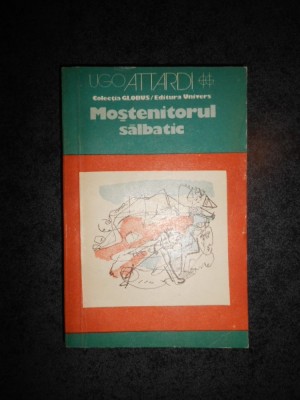 UGO ATTARDI
Colecția GLOBUS/Editura Univers
Moștenitorul
sălbatic